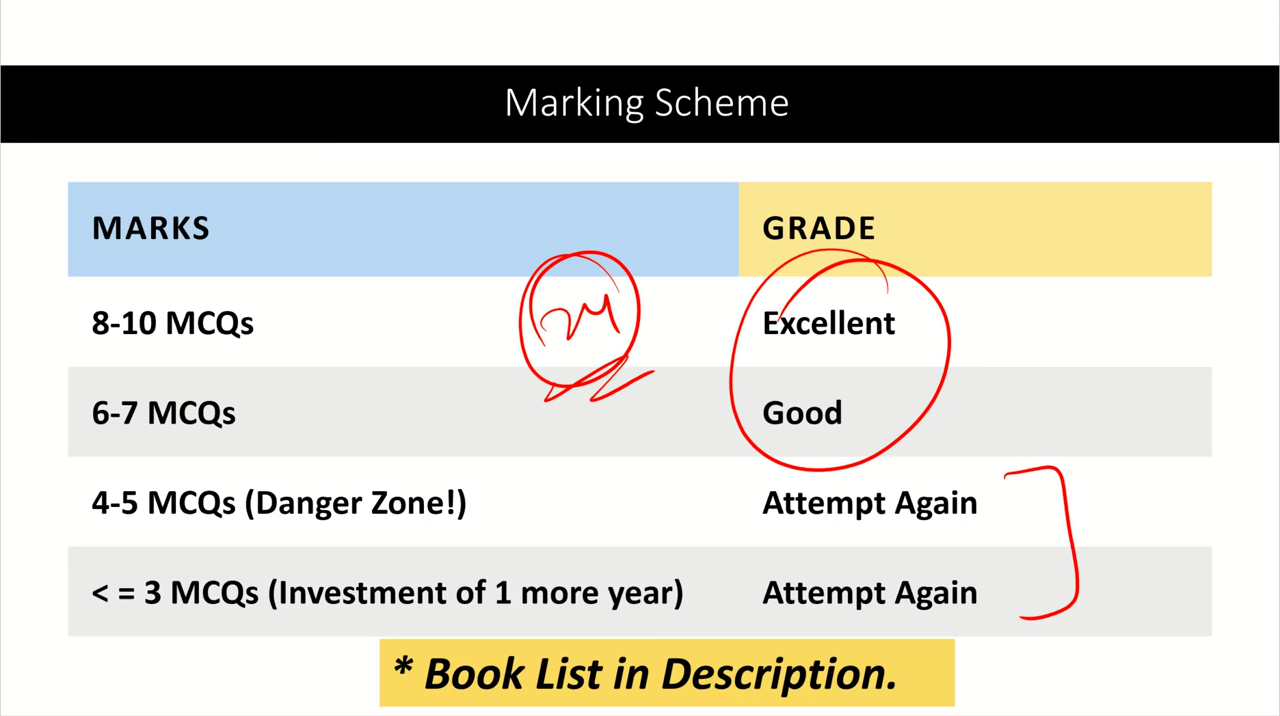 Marking Scheme
MARKS GRADE
8-10 MCQs Excellent
6-7 MCQs Good
4-5 MCQs (Danger Zone!) Attempt Again
< = 3 MCQs (Investment of 1 more year) Attempt Again
* Book List in Description.